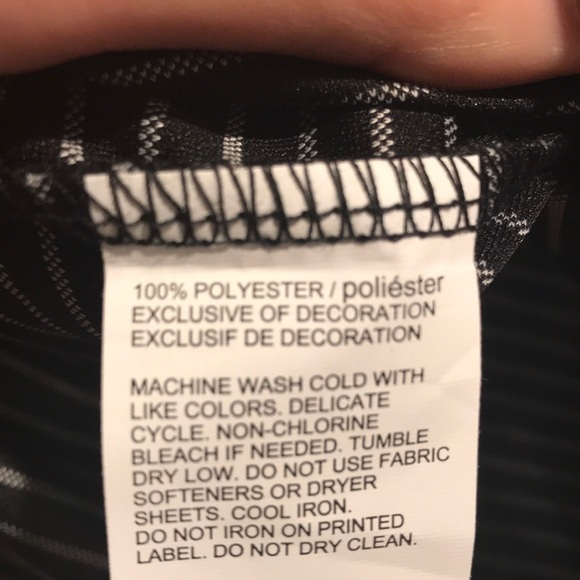 100% POLYESTER / poliéster
EXCLUSIVE OF DECORATION
EXCLUSIF DE DECORATION
MACHINE WASH COLD WITH
LIKE COLORS. DELICATE
CYCLE. NON-CHLORINE
BLEACH IF NEEDED. TUMBLE
DRY LOW. DO NOT USE FABRIC
SOFTENERS OR DRYER
SHEETS. COOL IRON.
DO NOT IRON ON PRINTED
LABEL. DO NOT DRY CLEAN.